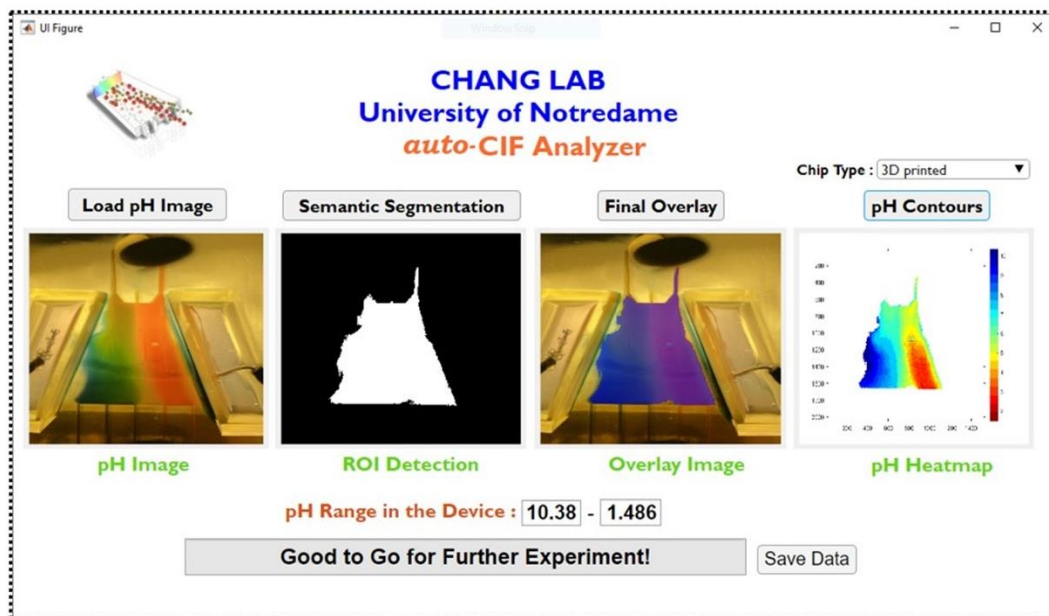 UI Figure
Window Snip
CHANG LAB
University of Notredame
auto-CIF Analyzer
Chip Type : 3D printed
Load pH Image
Semantic Segmentation
Final Overlay
pH Contours
pH Image
ROI Detection
Overlay Image
pH Heatmap
pH Range in the Device : 10.38 - 1.486
Good to Go for Further Experiment!
Save Data